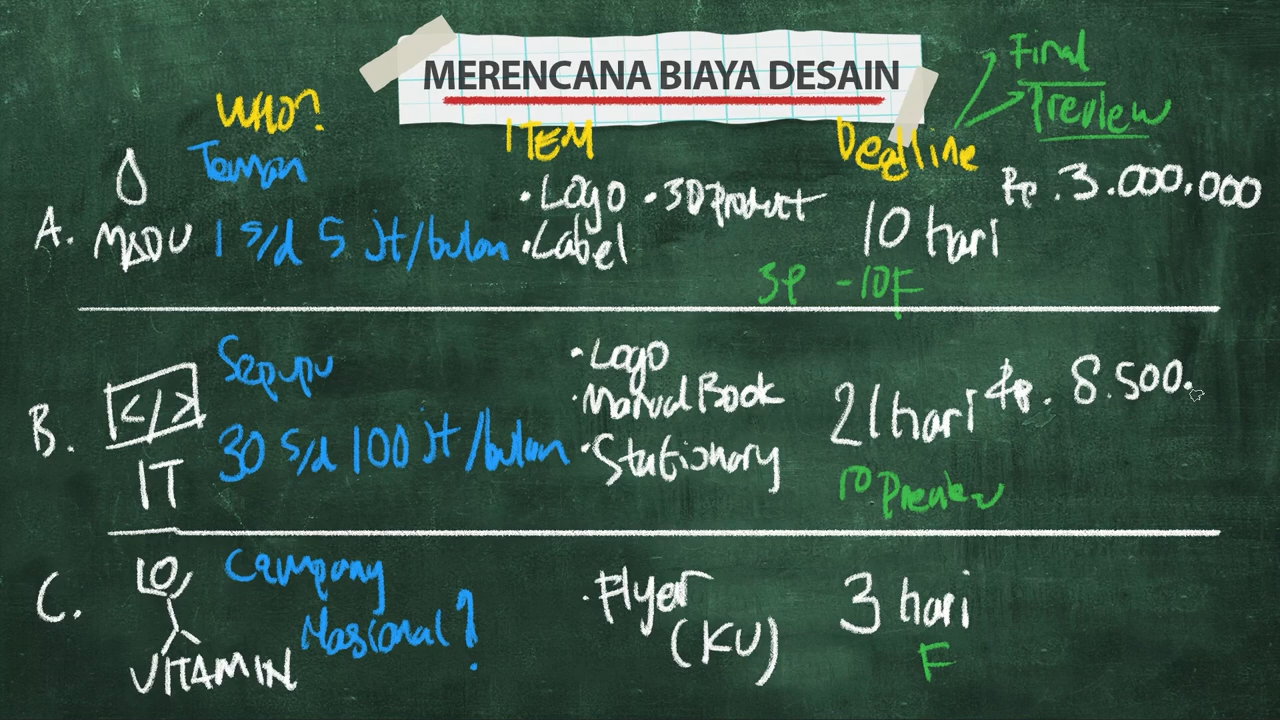 MERENCANA BIAYA DESAIN
Final
Preview
WHO?
ITEM
Deadline
Teman
A.
MADU
1 s/d 5 jt/bulan
• Logo • 3D Product
• Label
10 hari
Rp. 3.000.000
3P - 10F
B.
</>
IT
Sepupu
30 s/d 100 jt/bulan
• Logo
• Manual Book
• Stationary
21 hari
Rp. 8.500.
10 Preview
C.
VITAMIN
Company
Nasional?
• Flyer
(KV)
3 hari
F